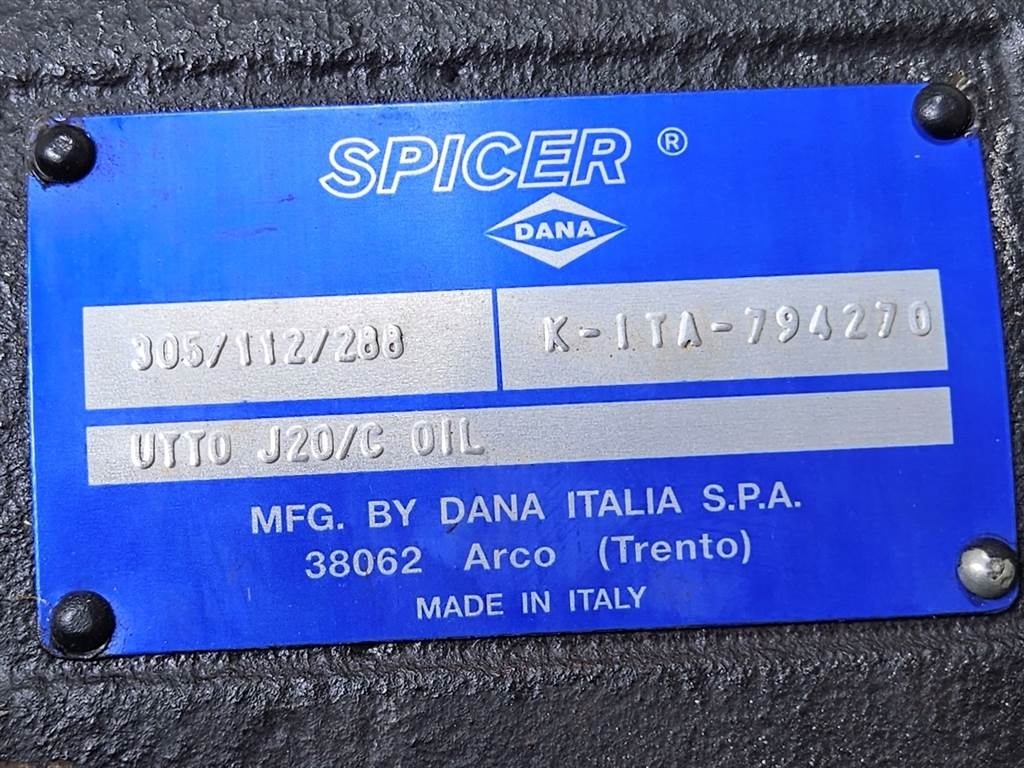 SPICER ®
DANA
305/112/288 K-ITA-794270
UTTO J20/C OIL
MFG. BY DANA ITALIA S.P.A.
38062 Arco (Trento)
MADE IN ITALY